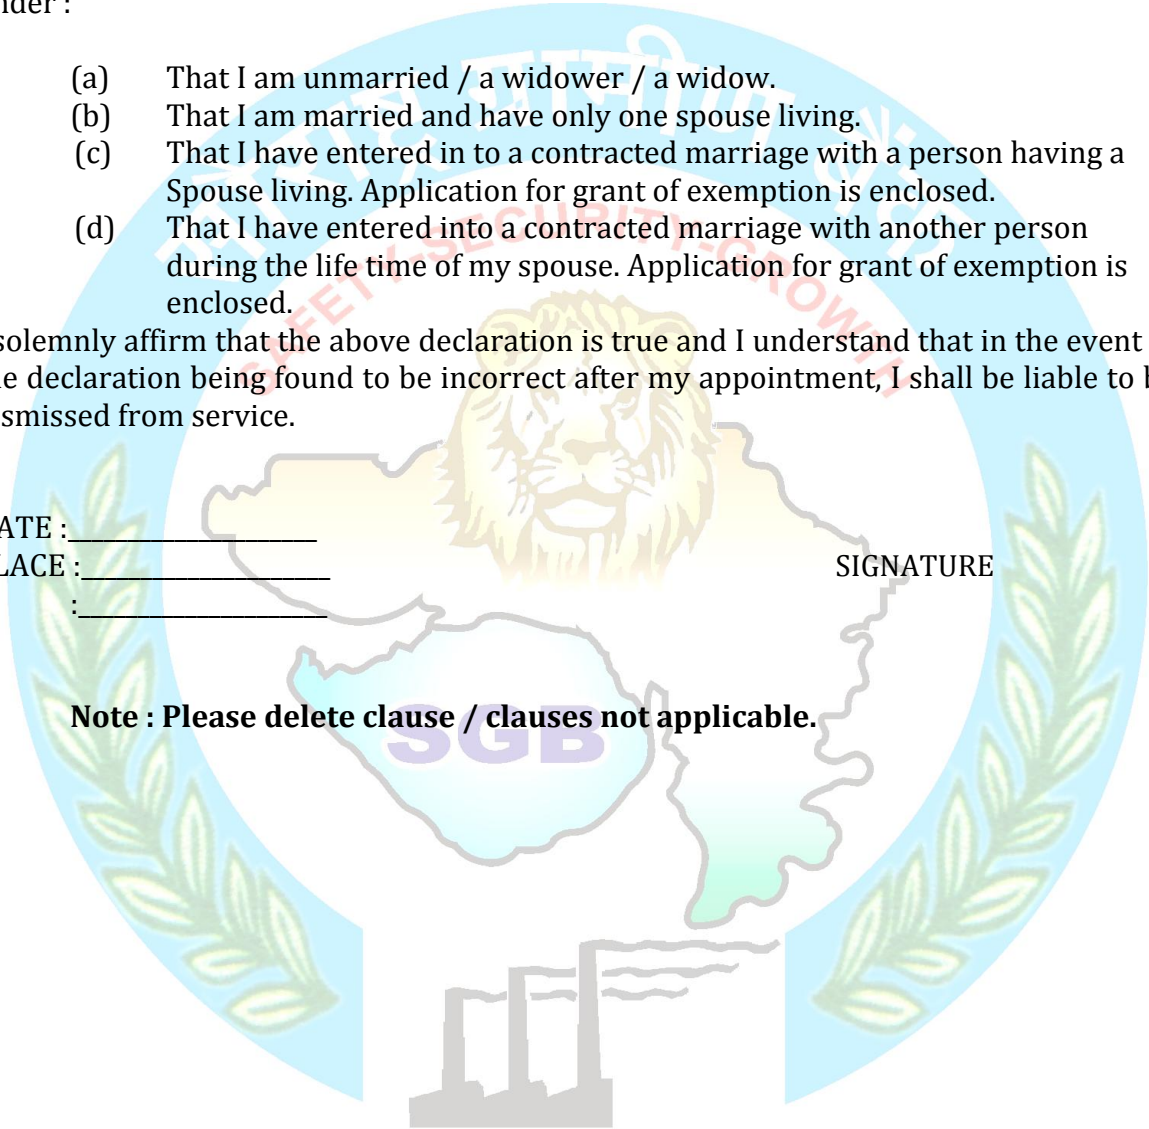 nder :
(a) That I am unmarried / a widower / a widow.
(b) That I am married and have only one spouse living.
(c) That I have entered in to a contracted marriage with a person having a
Spouse living. Application for grant of exemption is enclosed.
(d) That I have entered into a contracted marriage with another person
during the life time of my spouse. Application for grant of exemption is
enclosed.
solemnly affirm that the above declaration is true and I understand that in the event
e declaration being found to be incorrect after my appointment, I shall be liable to b
smissed from service.
ATE :_____________________
LACE :_____________________
SIGNATURE
:_____________________
Note : Please delete clause / clauses not applicable.
सौराष्ट्र ग्रामीण बैंक
SAFETY-SECURITY-GROWTH
SGB